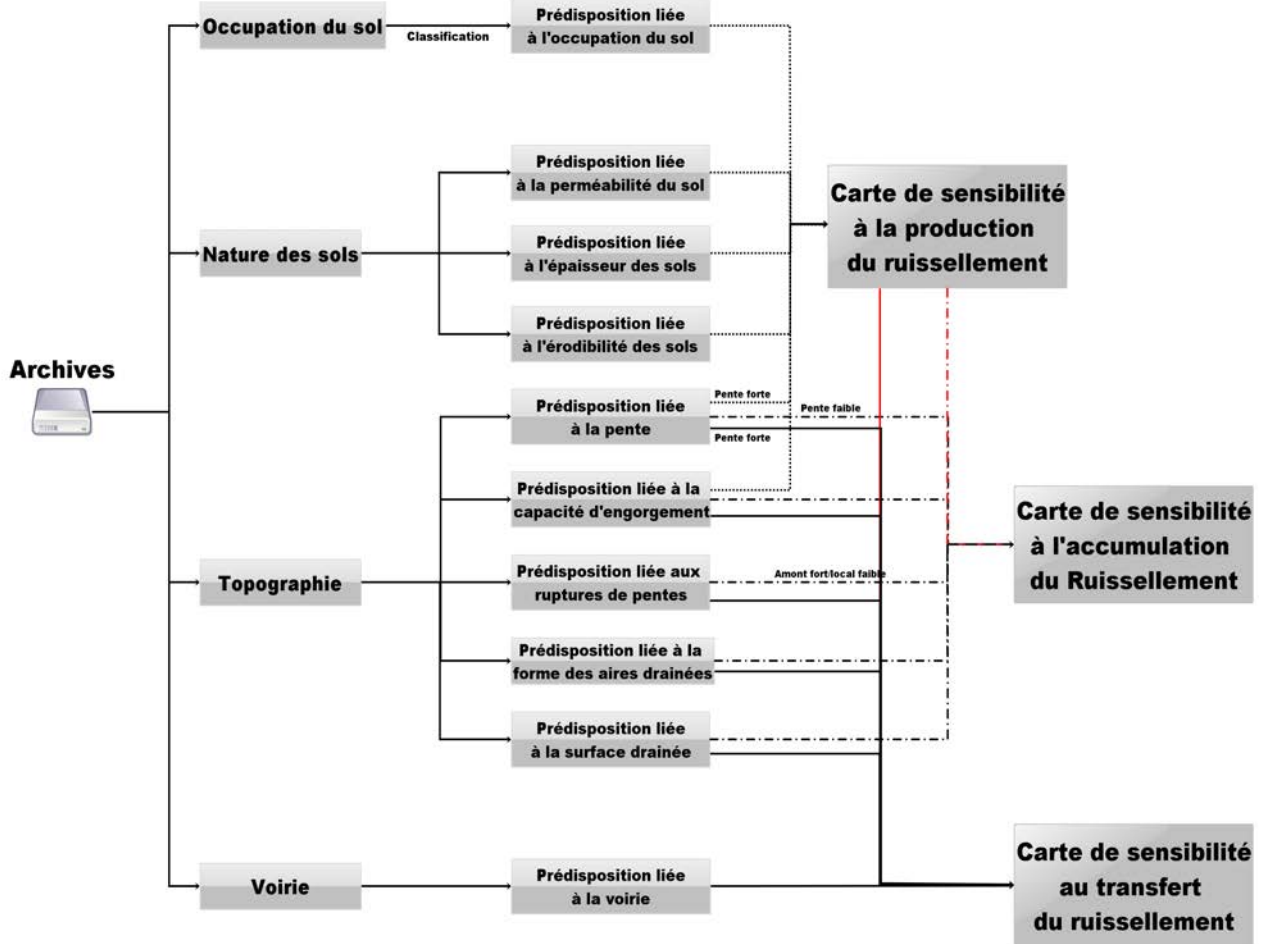 Occupation du sol
Classification
Prédisposition liée
à l'occupation du sol
Prédisposition liée
à la perméabilité du sol
Carte de sensibilité
à la production
du ruissellement
Nature des sols
Prédisposition liée
à l'épaisseur des sols
Prédisposition liée
à l'érodibilité des sols
Archives
Prédisposition liée
à la pente
Pente forte
Pente faible
Pente forte
Prédisposition liée à la
capacité d'engorgement
Carte de sensibilité
à l'accumulation
du Ruissellement
Topographie
Prédisposition liée aux
ruptures de pentes
Amont fort/local faible
Prédisposition liée à la
forme des aires drainées
Prédisposition liée
à la surface drainée
Voirie
Prédisposition liée
à la voirie
Carte de sensibilité
au transfert
du ruissellement